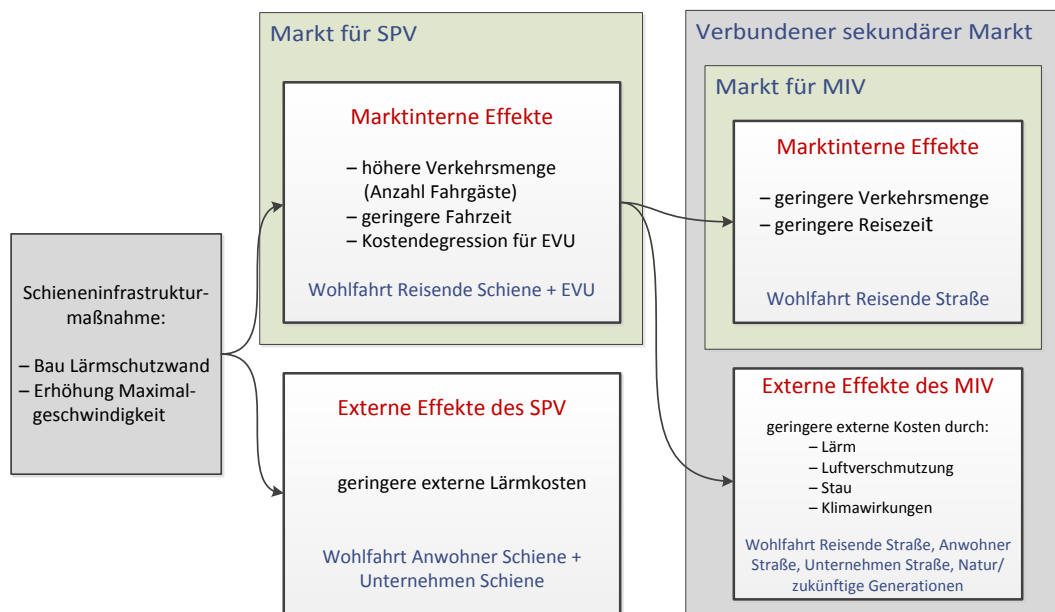 Schieneninfrastruktur-
maßnahme:
– Bau Lärmschutzwand
– Erhöhung Maximal-
geschwindigkeit
Markt für SPV
Marktinterne Effekte
– höhere Verkehrsmenge
(Anzahl Fahrgäste)
– geringere Fahrzeit
– Kostendegression für EVU
Wohlfahrt Reisende Schiene + EVU
Externe Effekte des SPV
geringere externe Lärmkosten
Wohlfahrt Anwohner Schiene +
Unternehmen Schiene
Verbundener sekundärer Markt
Markt für MIV
Marktinterne Effekte
– geringere Verkehrsmenge
– geringere Reisezeit
Wohlfahrt Reisende Straße
Externe Effekte des MIV
geringere externe Kosten durch:
– Lärm
– Luftverschmutzung
– Stau
– Klimawirkungen
Wohlfahrt Reisende Straße, Anwohner
Straße, Unternehmen Straße, Natur/
zukünftige Generationen